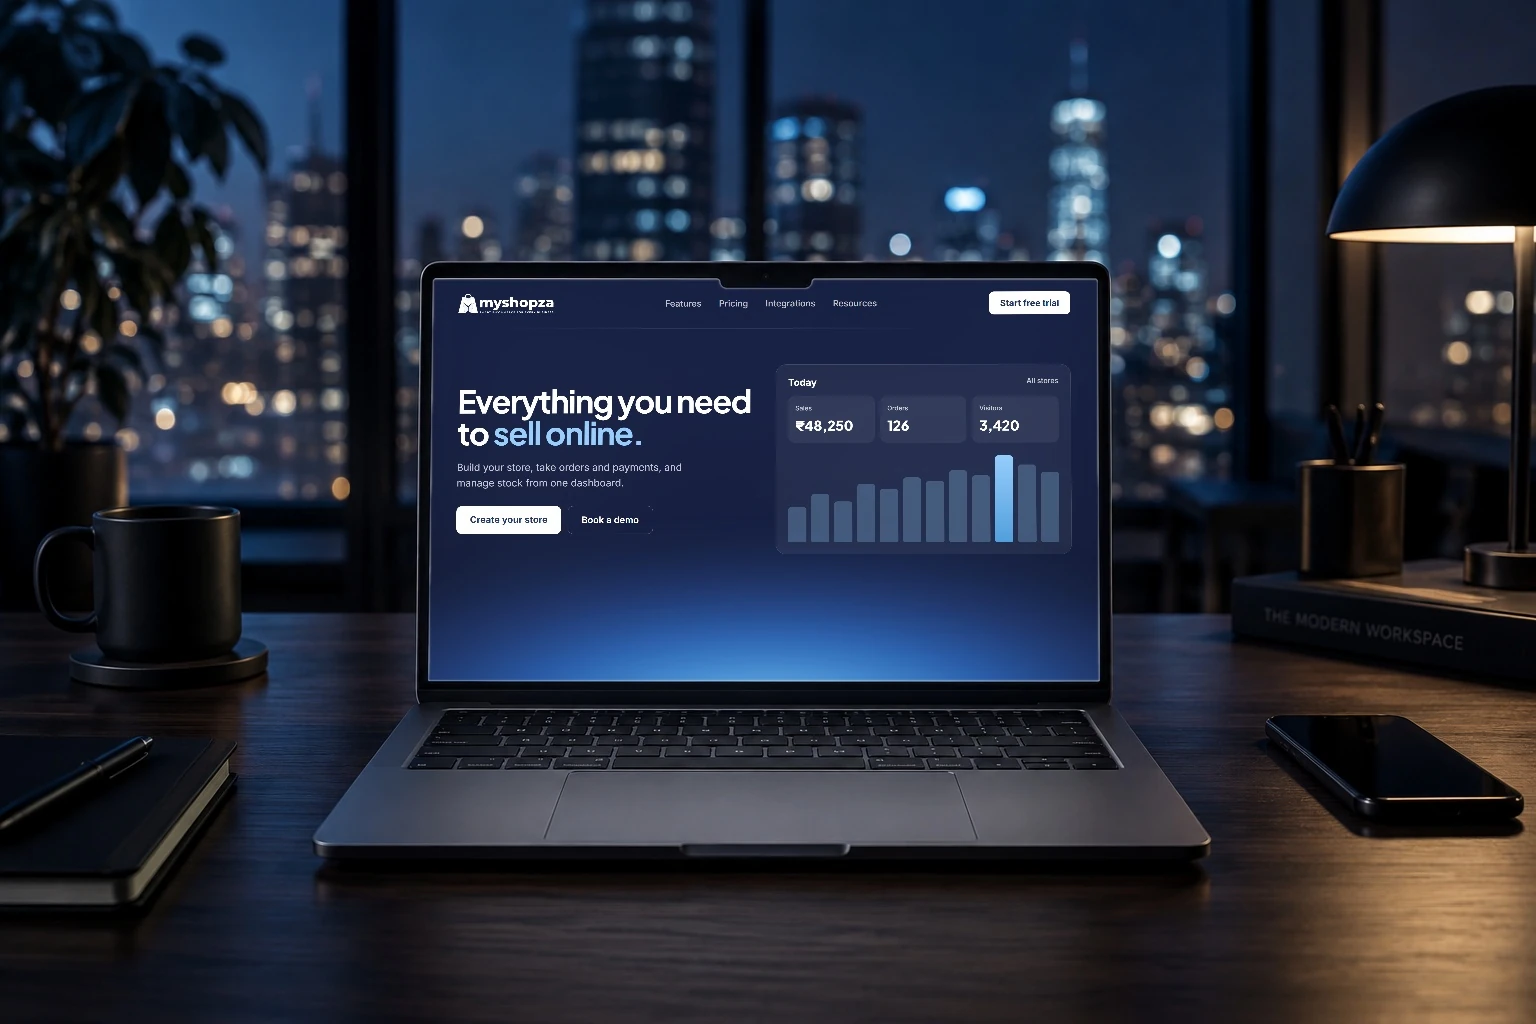 myshopza
Features Pricing Integrations Resources
Start free trial
Everything you need
to sell online.
Build your store, take orders and payments, and
manage stock from one dashboard.
Create your store
Book a demo
Today
All stores
Sales
₹48,250
Orders
126
Visitors
3,420
THE MODERN WORKSPACE